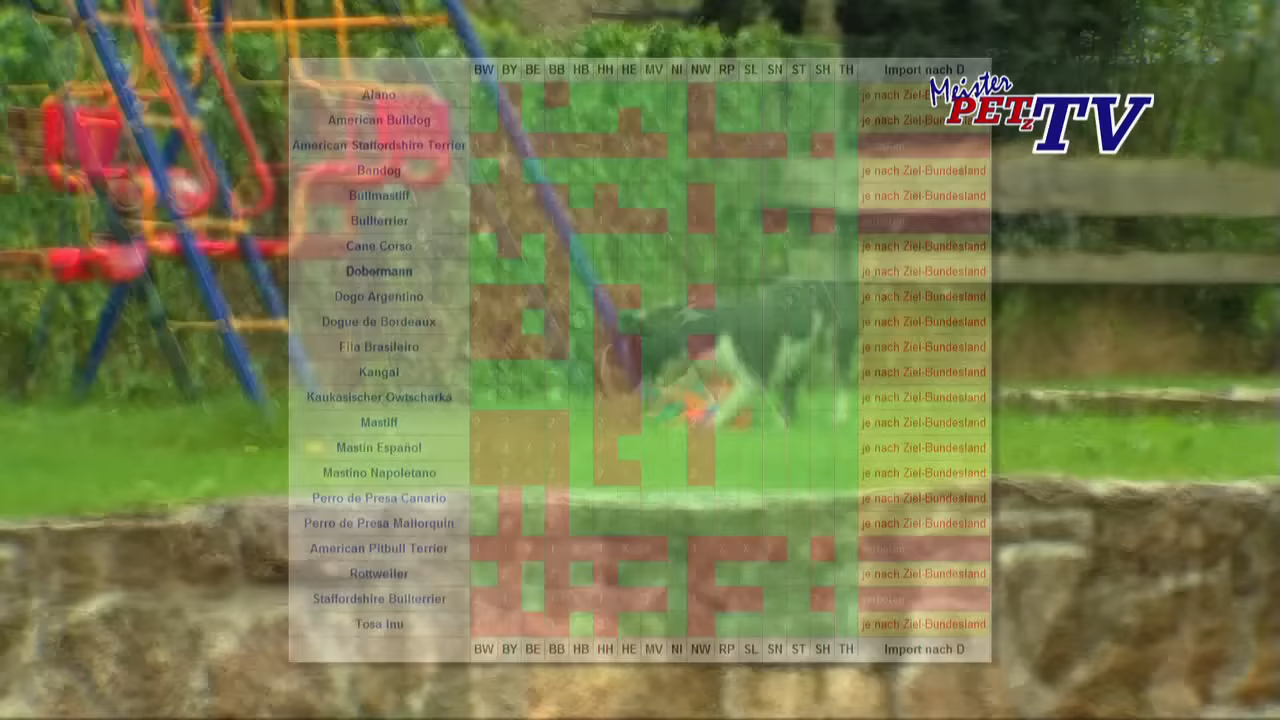 BW BY BE BB HB HH HE MV NI NW RP SL SN ST SH TH Import nach D
Meister PETz TV
Alano je nach Ziel-
American Bulldog je nach Ziel-Bu
American Staffordshire Terrier
Bandog je nach Ziel-Bundesland
Bullmastiff je nach Ziel-Bundesland
Bullterrier
Cane Corso je nach Ziel-Bundesland
Dobermann je nach Ziel-Bundesland
Dogo Argentino je nach Ziel-Bundesland
Dogue de Bordeaux je nach Ziel-Bundesland
Fila Brasileiro je nach Ziel-Bundesland
Kangal je nach Ziel-Bundesland
Kaukasischer Owtscharka je nach Ziel-Bundesland
Mastiff je nach Ziel-Bundesland
Mastin Español je nach Ziel-Bundesland
Mastino Napoletano je nach Ziel-Bundesland
Perro de Presa Canario je nach Ziel-Bundesland
Perro de Presa Mallorquin je nach Ziel-Bundesland
American Pitbull Terrier verboten
Rottweiler je nach Ziel-Bundesland
Staffordshire Bullterrier verboten
Tosa Inu je nach Ziel-Bundesland
BW BY BE BB HB HH HE MV NI NW RP SL SN ST SH TH Import nach D